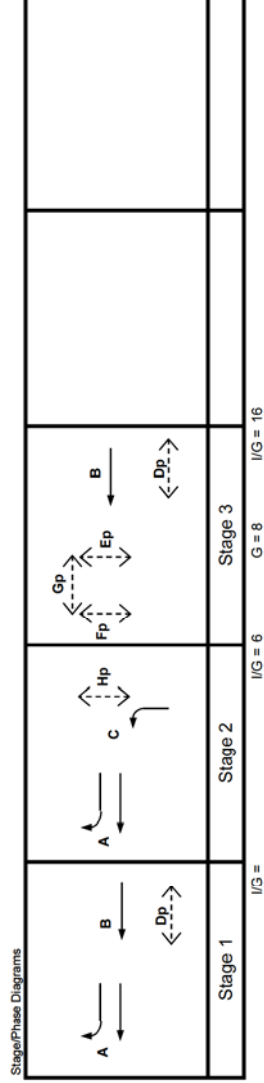 Stage/Phase Diagrams
A
B
Dp
A
C
Hp
Gp
Fp
Ep
B
Dp
Stage 1
Stage 2
Stage 3
I/G =
I/G = 6
G = 8
I/G = 16